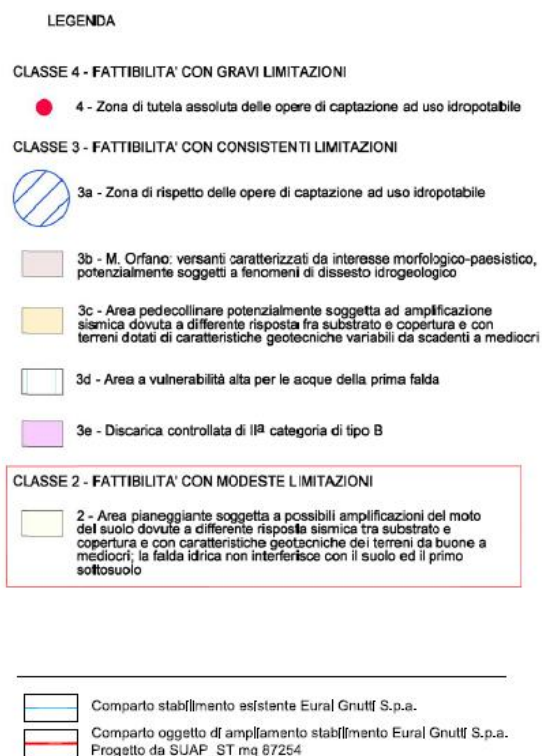 LEGENDA
CLASSE 4 - FATTIBILITA' CON GRAVI LIMITAZIONI
4 - Zona di tutela assoluta delle opere di captazione ad uso idropotabile
CLASSE 3 - FATTIBILITA' CON CONSISTENTI LIMITAZIONI
3a - Zona di rispetto delle opere di captazione ad uso idropotabile
3b - M. Orfano: versanti caratterizzati da interesse morfologico-paesistico,
potenzialmente soggetti a fenomeni di dissesto idrogeologico
3c - Area pedecollinare potenzialmente soggetta ad amplificazione
sismica dovuta a differente risposta fra substrato e copertura e con
terreni dotati di caratteristiche geotecniche variabili da scadenti a mediocri
3d - Area a vulnerabilità alta per le acque della prima falda
3e - Discarica controllata di IIª categoria di tipo B
CLASSE 2 - FATTIBILITA' CON MODESTE LIMITAZIONI
2 - Area pianeggiante soggetta a possibili amplificazioni del moto
del suolo dovute a differente risposta sismica tra substrato e
copertura e con caratteristiche geotecniche dei terreni da buone a
mediocri; la falda idrica non interferisce con il suolo ed il primo
sottosuolo
Comparto stabilimento esistente Eural Gnutti S.p.a.
Comparto oggetto di ampliamento stabilimento Eural Gnutti S.p.a.
Progetto da SUAP ST mq 87254